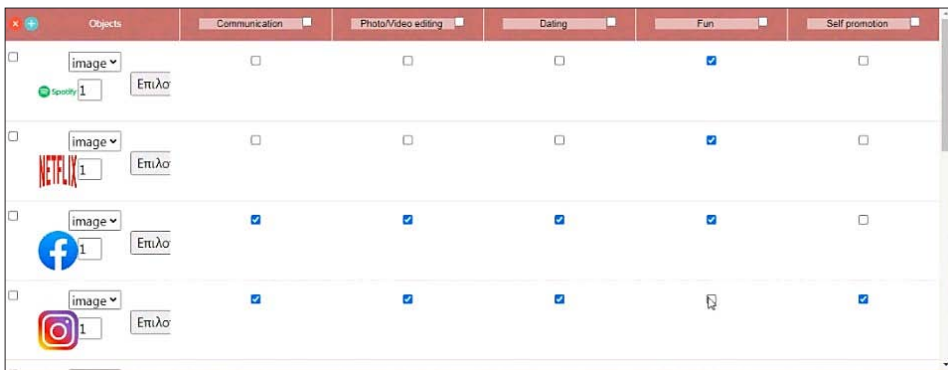 Objects Communication Photo/Video editing Dating Fun Self promotion
image
Spotify 1 Επιλο
image
NETFLIX 1 Επιλο
image
1 Επιλο
image
1 Επιλο